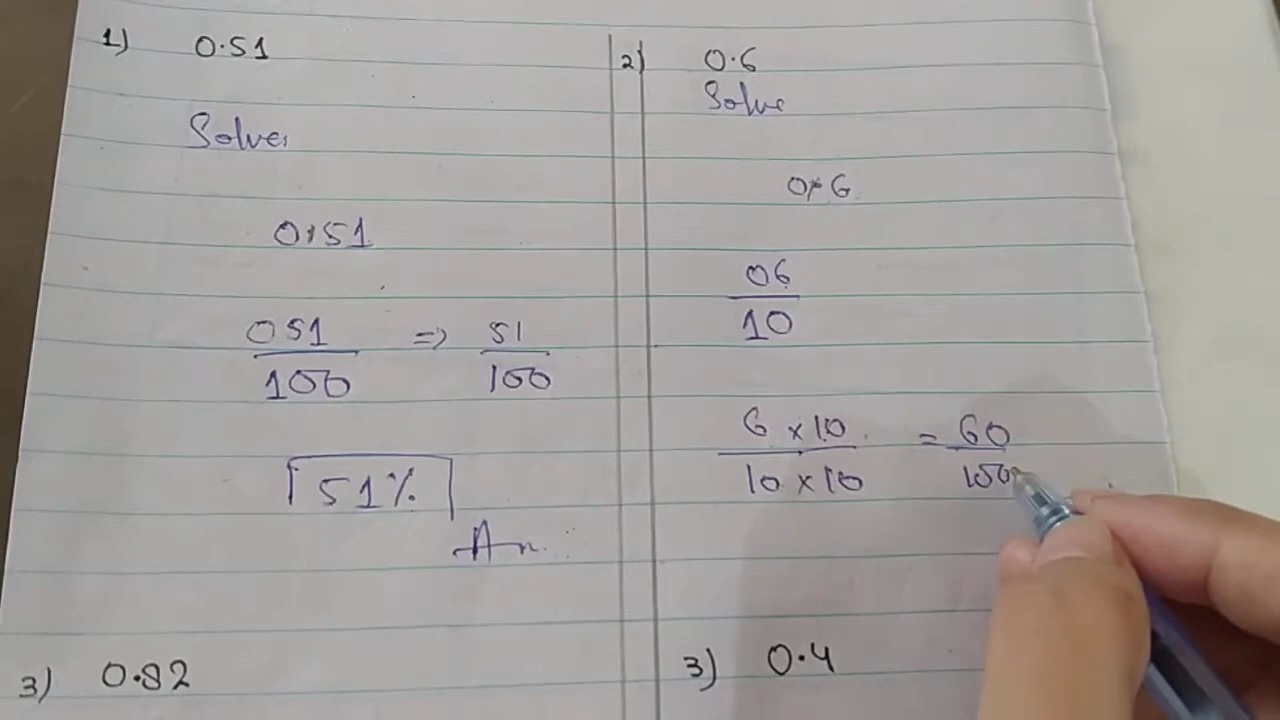 1) 0.51
Solve
0.51
051
100
=> 51
100
51%
An
2) 0.6
Solve
0.6
06
10
6 x 10 = 60
10 x 10 100
3) 0.82
3) 0.4